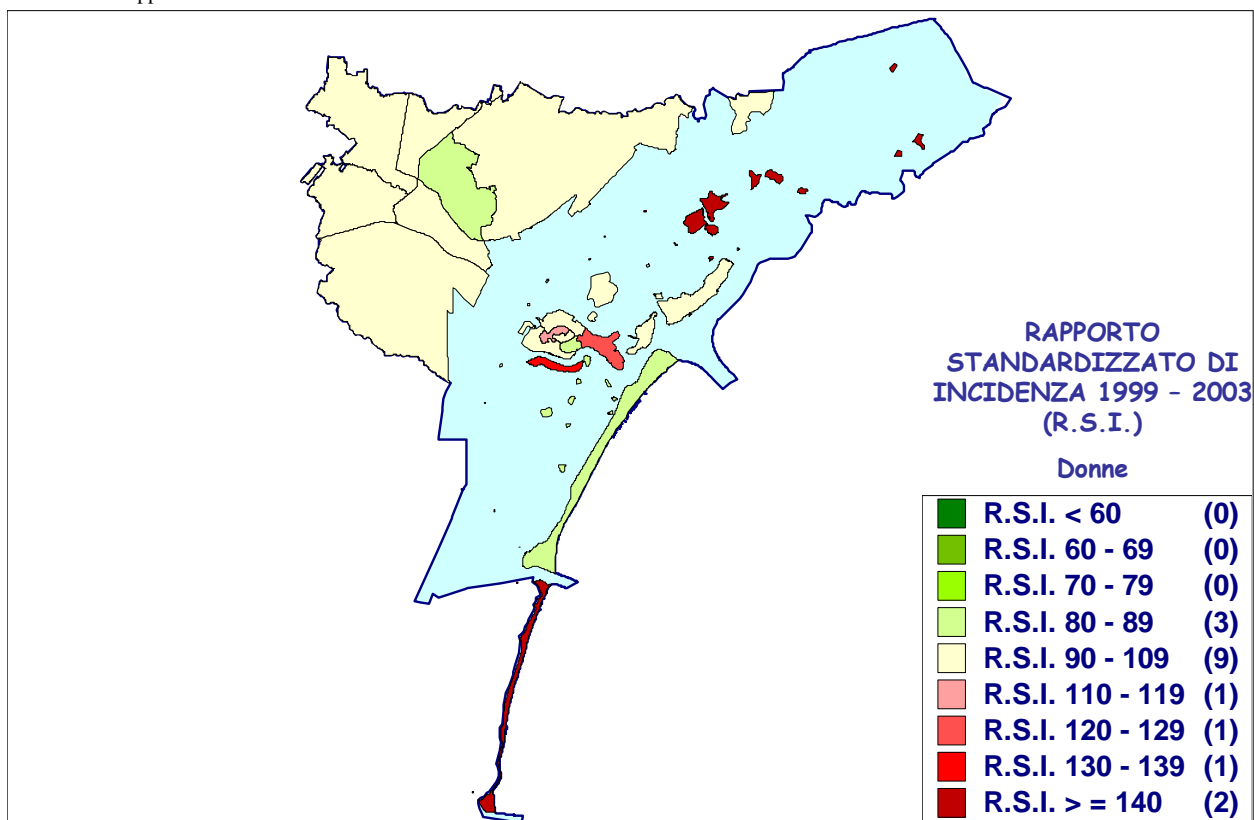 RAPPORTO
STANDARDIZZATO DI
INCIDENZA 1999 – 2003
(R.S.I.)
Donne
R.S.I. < 60 (0)
R.S.I. 60 - 69 (0)
R.S.I. 70 - 79 (0)
R.S.I. 80 - 89 (3)
R.S.I. 90 - 109 (9)
R.S.I. 110 - 119 (1)
R.S.I. 120 - 129 (1)
R.S.I. 130 - 139 (1)
R.S.I. > = 140 (2)